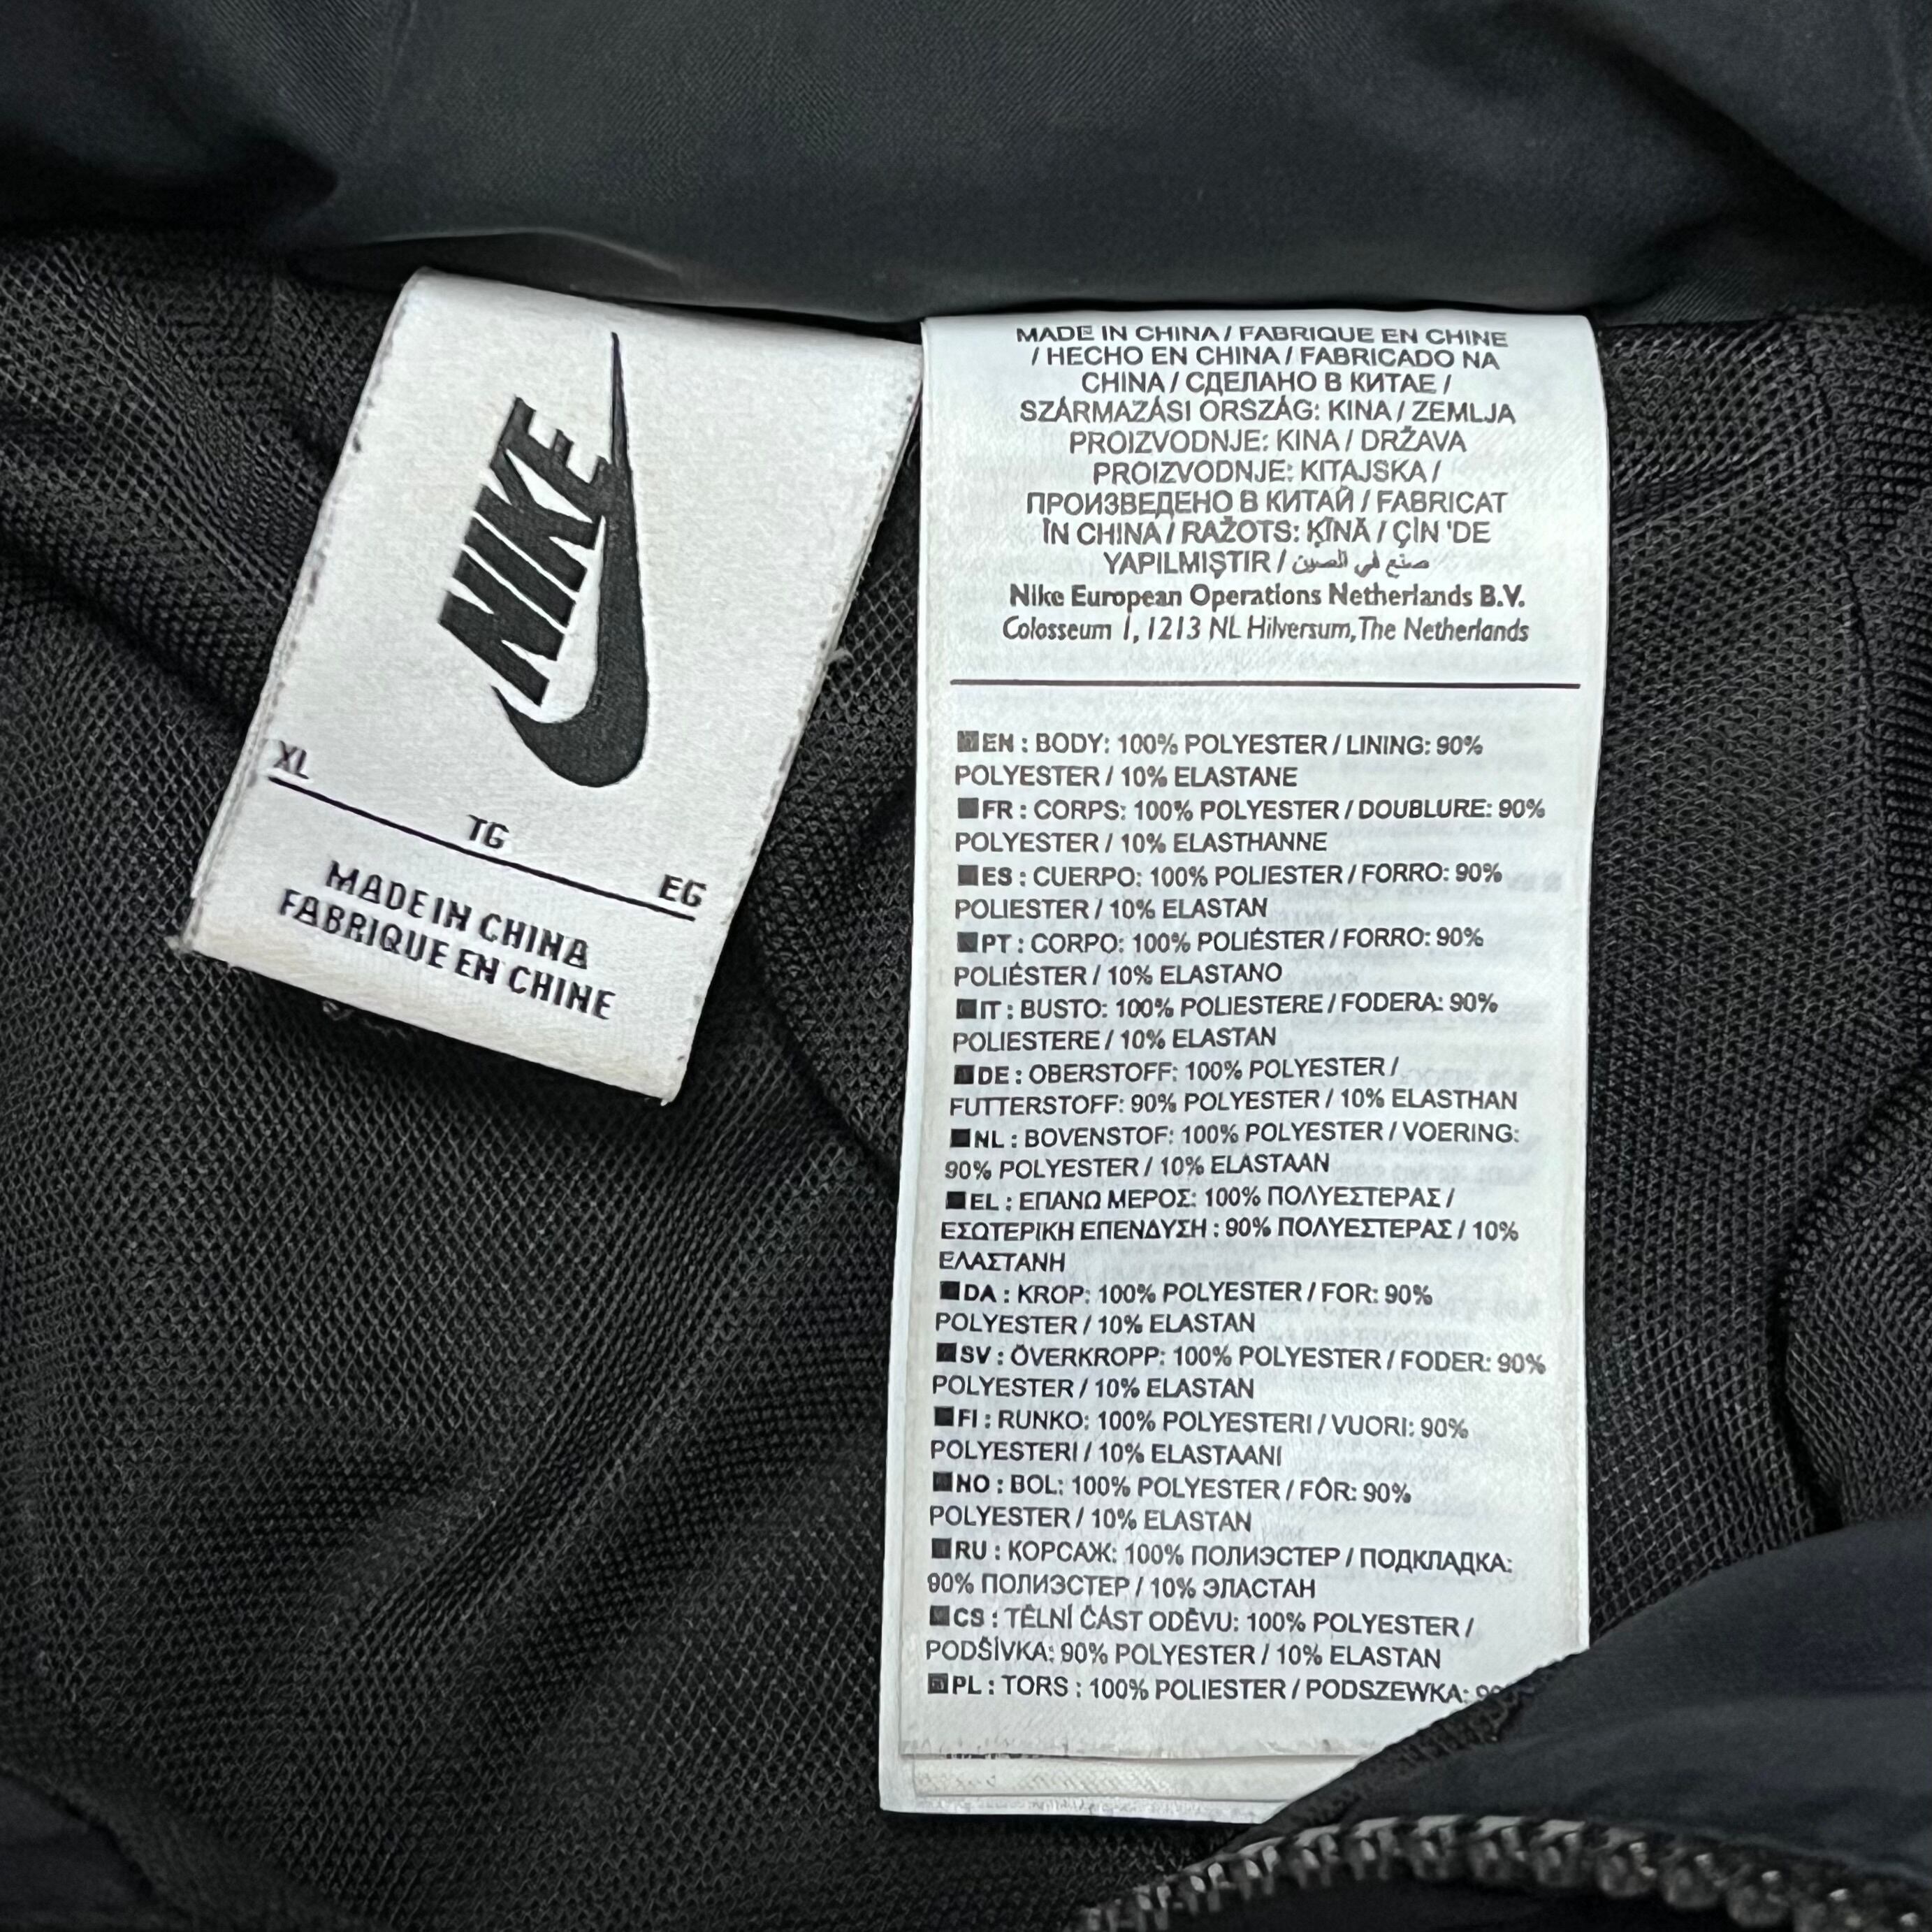 NIKE
XL
TG
EG
MADE IN CHINA
FABRIQUE EN CHINE
MADE IN CHINA / FABRIQUE EN CHINE
/ HECHO EN CHINA / FABRICADO NA
CHINA / СДЕЛАНО В КИТАЕ /
SZÁRMAZÁSI ORSZÁG: KINA / ZEMLJA
PROIZVODNJE: KINA / DRŽAVA
PROIZVODNJE: KITAJSKA /
ПРОИЗВЕДЕНО В КИТАЙ / FABRICAT
ÎN CHINA / RAŽOTS: ĶĪNĀ / ÇİN 'DE
YAPILMIŞTIR / صنع في الصين
Nike European Operations Netherlands B.V.
Colosseum 1, 1213 NL Hilversum, The Netherlands
EN : BODY: 100% POLYESTER / LINING: 90%
POLYESTER / 10% ELASTANE
FR : CORPS: 100% POLYESTER / DOUBLURE: 90%
POLYESTER / 10% ELASTHANNE
ES : CUERPO: 100% POLIESTER / FORRO: 90%
POLIESTER / 10% ELASTAN
PT : CORPO: 100% POLIÉSTER / FORRO: 90%
POLIÉSTER / 10% ELASTANO
IT : BUSTO: 100% POLIESTERE / FODERA: 90%
POLIESTERE / 10% ELASTAN
DE : OBERSTOFF: 100% POLYESTER /
FUTTERSTOFF: 90% POLYESTER / 10% ELASTHAN
NL : BOVENSTOF: 100% POLYESTER / VOERING:
90% POLYESTER / 10% ELASTAAN
EL : ΕΠΑΝΩ ΜΕΡΟΣ: 100% ΠΟΛΥΕΣΤΕΡΑΣ /
ΕΣΩΤΕΡΙΚΗ ΕΠΕΝΔΥΣΗ : 90% ΠΟΛΥΕΣΤΕΡΑΣ / 10%
ΕΛΑΣΤΑΝΗ
DA : KROP: 100% POLYESTER / FOR: 90%
POLYESTER / 10% ELASTAN
SV : ÖVERKROPP: 100% POLYESTER / FODER: 90%
POLYESTER / 10% ELASTAN
FI : RUNKO: 100% POLYESTERI / VUORI: 90%
POLYESTERI / 10% ELASTAANI
NO : BOL: 100% POLYESTER / FÔR: 90%
POLYESTER / 10% ELASTAN
RU : КОРСАЖ: 100% ПОЛИЭСТЕР / ПОДКЛАДКА:
90% ПОЛИЭСТЕР / 10% ЭЛАСТАН
CS : TĚLNÍ ČÁST ODĚVU: 100% POLYESTER /
PODŠÍVKA: 90% POLYESTER / 10% ELASTAN
PL : TORS : 100% POLIESTER / PODSZEWKA: